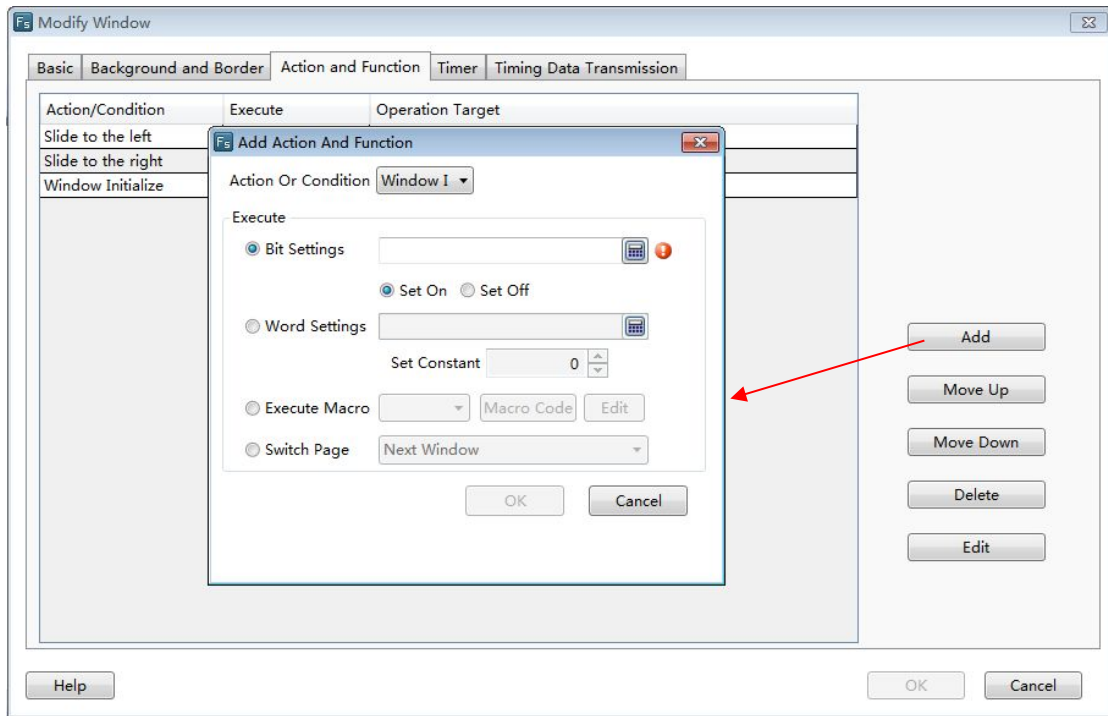 Fs Modify Window
Basic Background and Border Action and Function Timer Timing Data Transmission
Action/Condition Execute Operation Target
Slide to the left
Slide to the right
Window Initialize
Fs Add Action And Function
Action Or Condition Window I
Execute
Bit Settings
Set On Set Off
Word Settings
Set Constant 0
Execute Macro Macro Code Edit
Switch Page Next Window
OK Cancel
Add
Move Up
Move Down
Delete
Edit
Help OK Cancel